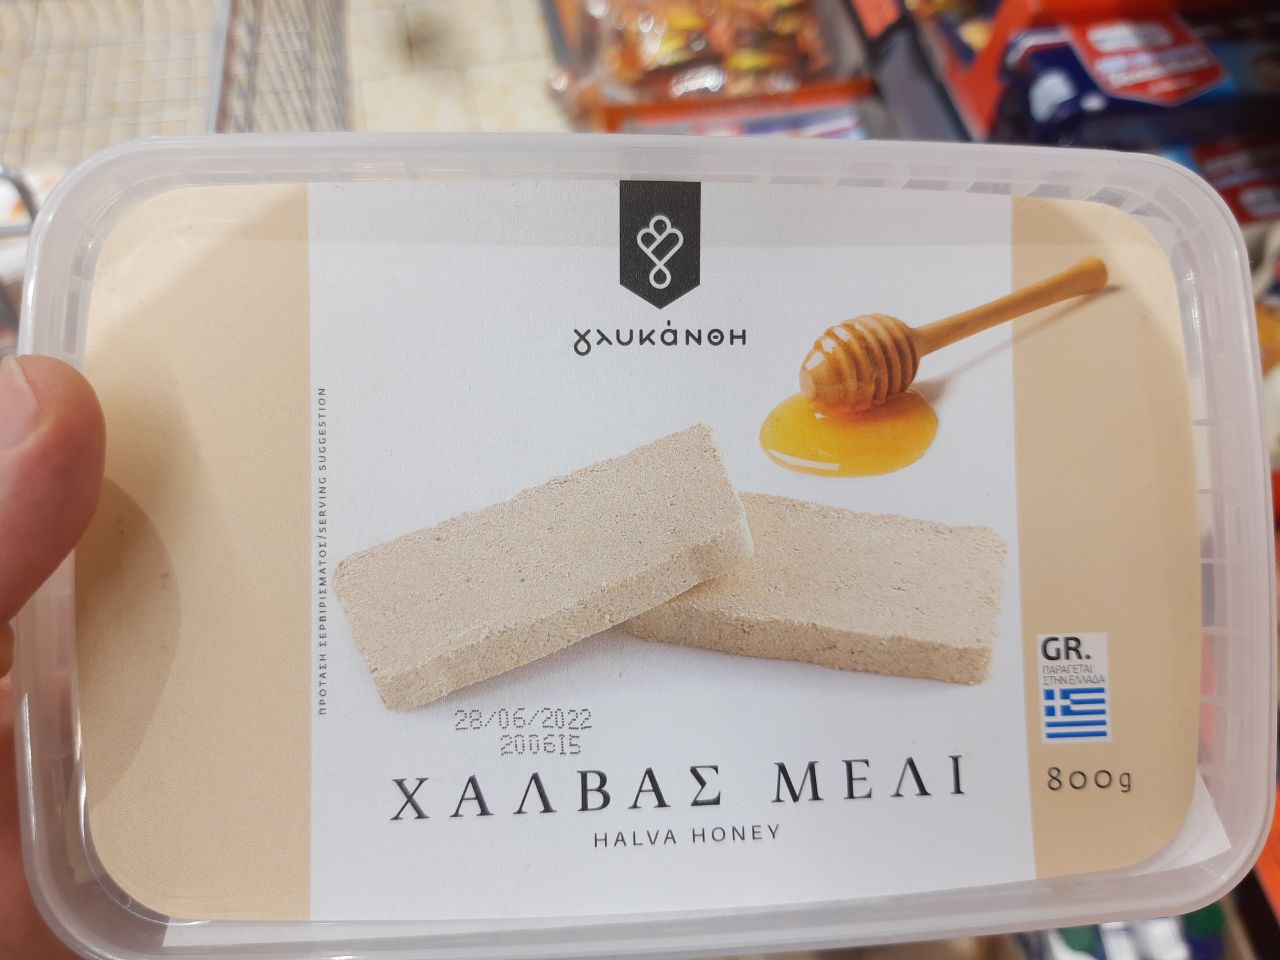 γλυκάνθη
ΠΡΟΤΑΣΗ ΣΕΡΒΙΡΙΣΜΑΤΟΣ/SERVING SUGGESTION
28/06/2022
200615
ΧΑΛΒΑΣ ΜΕΛΙ
HALVA HONEY
GR.
ΠΑΡΑΓΕΤΑΙ
ΣΤΗΝ ΕΛΛΑΔΑ
800g